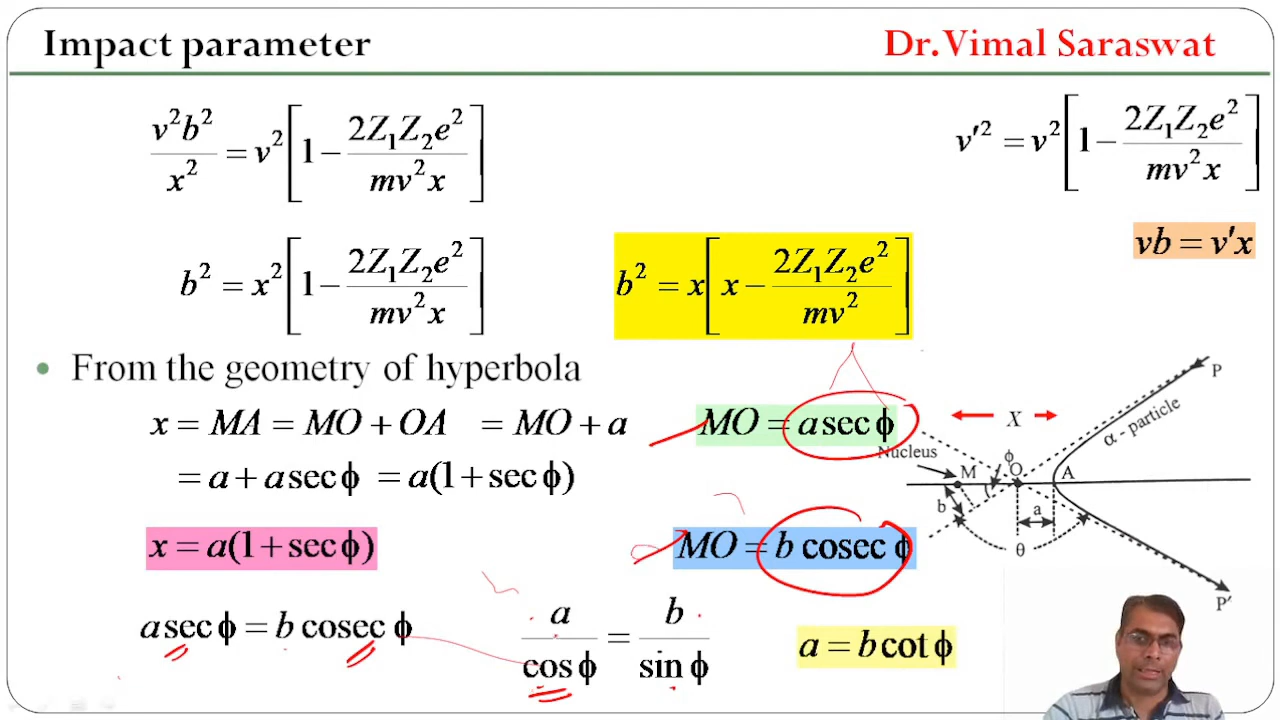 Impact parameter
Dr.Vimal Saraswat
v²b²/x² = v²[1 − 2Z₁Z₂e²/mv²x]
v′² = v²[1 − 2Z₁Z₂e²/mv²x]
vb = v′x
b² = x²[1 − 2Z₁Z₂e²/mv²x]
b² = x[x − 2Z₁Z₂e²/mv²]
• From the geometry of hyperbola
x = MA = MO + OA = MO + a
MO = a sec ϕ
= a + a sec ϕ = a(1 + sec ϕ)
x = a(1 + sec ϕ)
MO = b cosec ϕ
a sec ϕ = b cosec ϕ
a/cos ϕ = b/sin ϕ
a = b cot ϕ
P
α - particle
X
Nucleus
ϕ
M
O
A
b
a
θ
P′